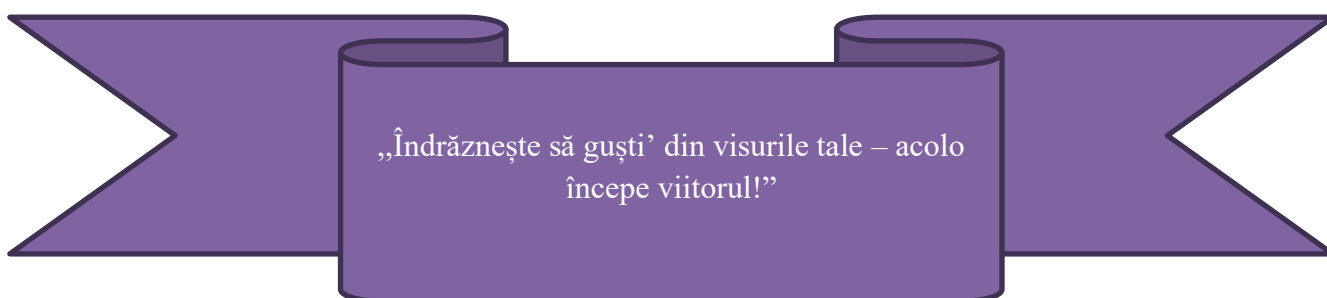 ,,Îndrăznește să guști’ din visurile tale – acolo
începe viitorul!”